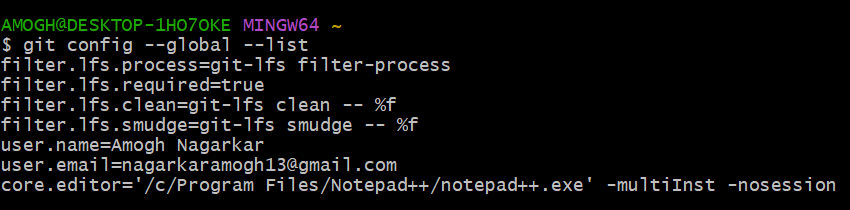 AMOGH@DESKTOP-1HO7OKE MINGW64 ~
$ git config --global --list
filter.lfs.process=git-lfs filter-process
filter.lfs.required=true
filter.lfs.clean=git-lfs clean -- %f
filter.lfs.smudge=git-lfs smudge -- %f
user.name=Amogh Nagarkar
user.email=nagarkaramogh13@gmail.com
core.editor='/c/Program Files/Notepad++/notepad++.exe' -multiInst -nosession